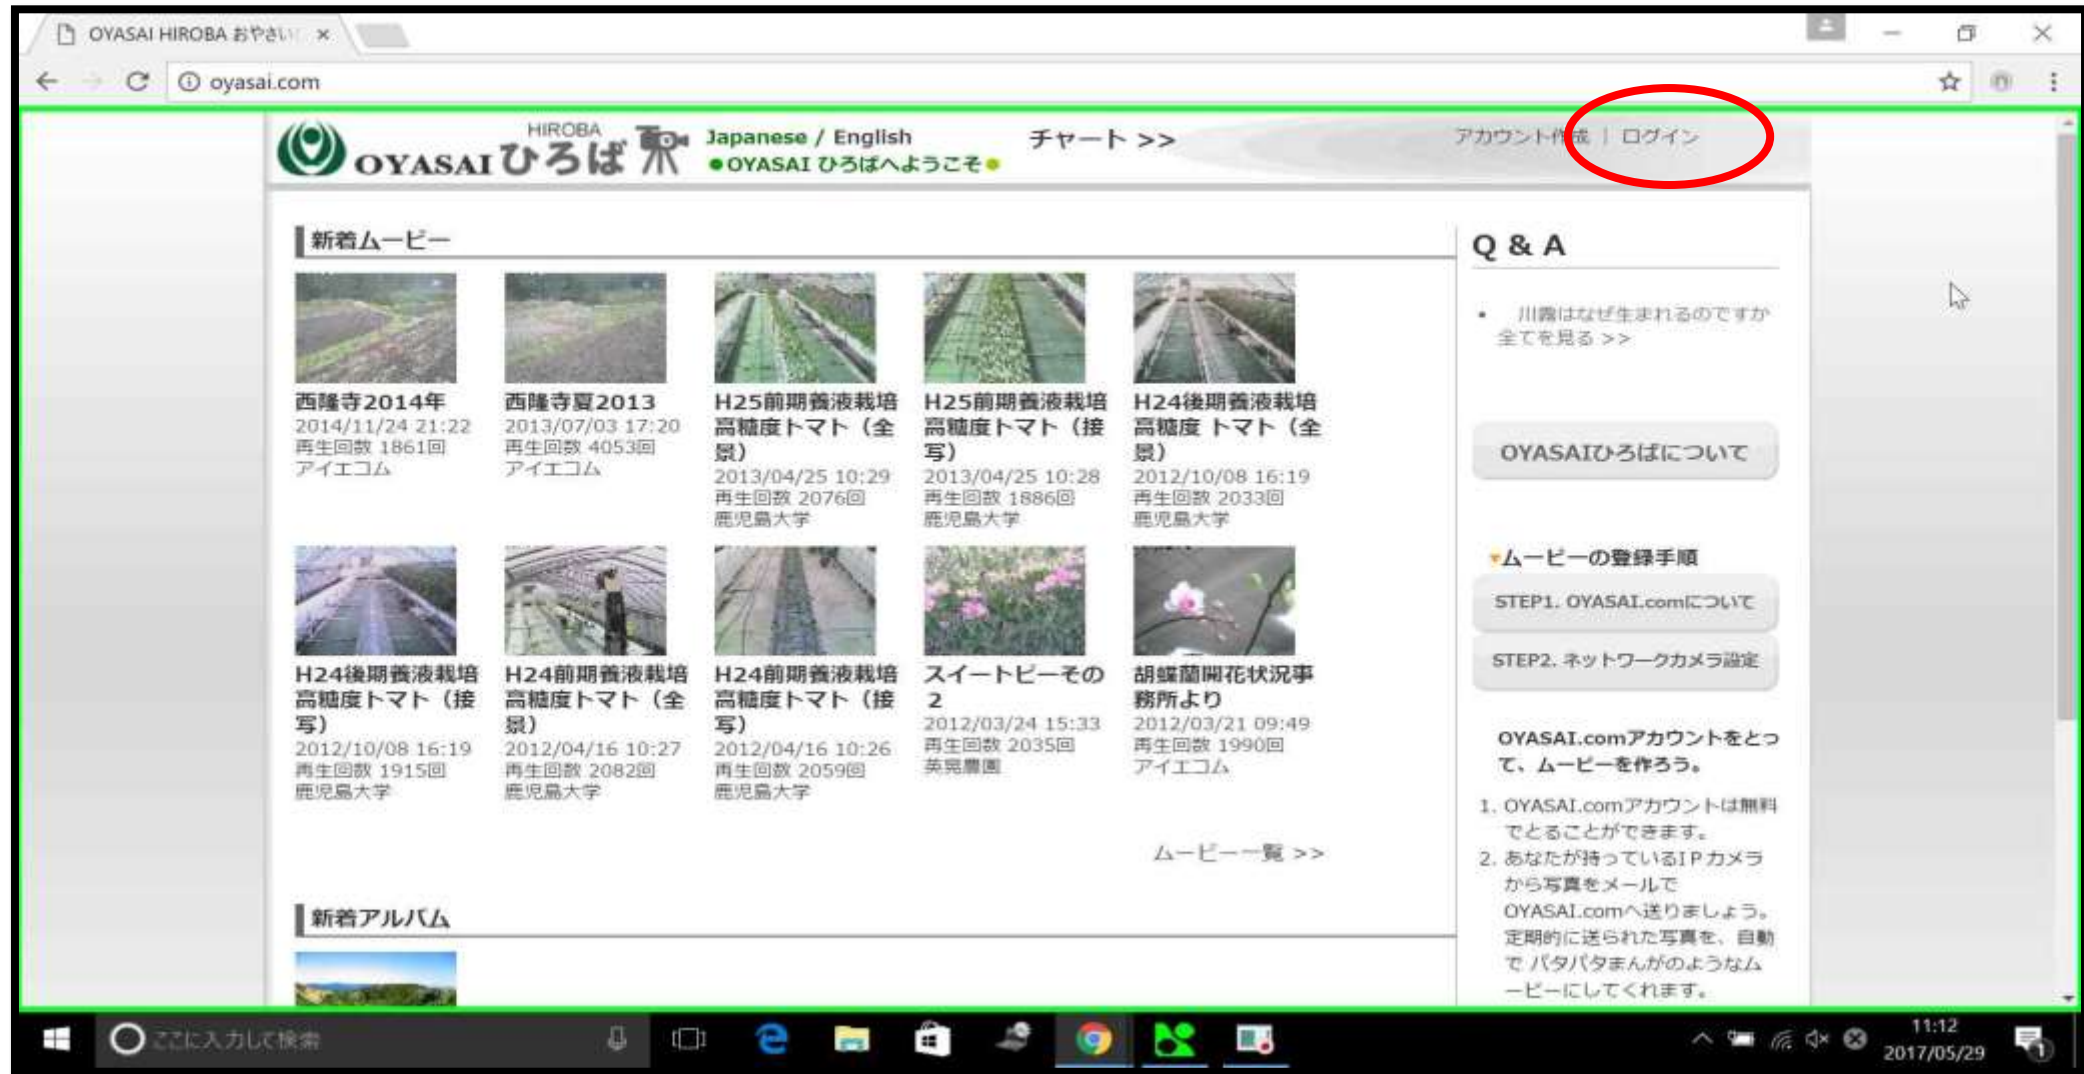 OYASAI HIROBA おやさい
oyasai.com
HIROBA
OYASAI ひろば
Japanese / English
●OYASAI ひろばへようこそ●
チャート >>
アカウント作成 | ログイン
新着ムービー
西隆寺2014年
2014/11/24 21:22
再生回数 1861回
アイエコム
西隆寺夏2013
2013/07/03 17:20
再生回数 4053回
アイエコム
H25前期養液栽培
高糖度トマト（全
景）
2013/04/25 10:29
再生回数 2076回
鹿児島大学
H25前期養液栽培
高糖度トマト（接
写）
2013/04/25 10:28
再生回数 1886回
鹿児島大学
H24後期養液栽培
高糖度 トマト（全
景）
2012/10/08 16:19
再生回数 2033回
鹿児島大学
H24後期養液栽培
高糖度トマト（接
写）
2012/10/08 16:19
再生回数 1915回
鹿児島大学
H24前期養液栽培
高糖度トマト（全
景）
2012/04/16 10:27
再生回数 2082回
鹿児島大学
H24前期養液栽培
高糖度トマト（接
写）
2012/04/16 10:26
再生回数 2059回
鹿児島大学
スイートピーその
2
2012/03/24 15:33
再生回数 2035回
農園
胡蝶蘭開花状況事
務所より
2012/03/21 09:49
再生回数 1990回
アイエコム
ムービー一覧 >>
新着アルバム
Q & A
• 川霧はなぜ生まれるのですか
全てを見る >>
OYASAIひろばについて
▼ムービーの登録手順
STEP1. OYASAI.comについて
STEP2. ネットワークカメラ設定
OYASAI.comアカウントをとっ
て、ムービーを作ろう。
1. OYASAI.comアカウントは無料
でとることができます。
2. あなたが持っているIPカメラ
から写真をメールで
OYASAI.comへ送りましょう。
定期的に送られた写真を、自動
で パタパタまんがのようなム
ービーにしてくれます。
ここに入力して検索
11:12
2017/05/29
1